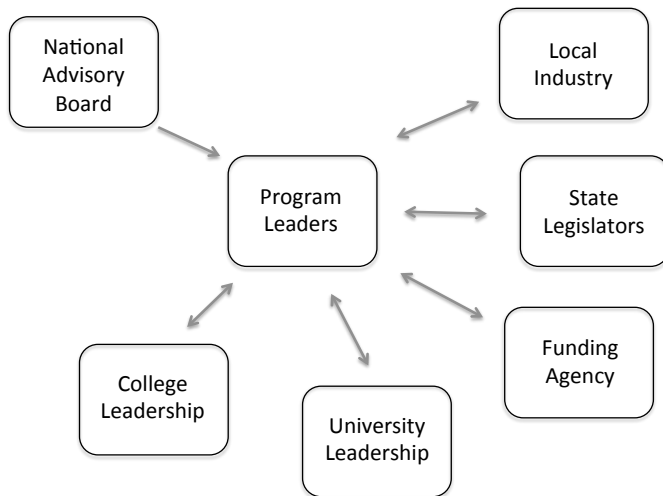 National
Advisory
Board
Local
Industry
Program
Leaders
State
Legislators
Funding
Agency
College
Leadership
University
Leadership